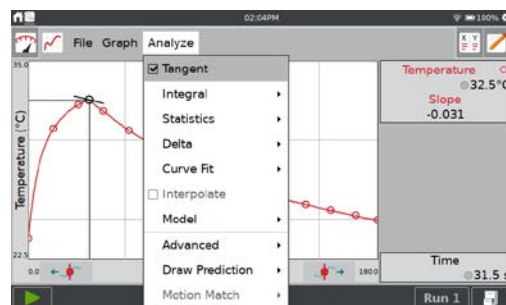 02:04PM
100%
File Graph Analyze
X Y
35.0
Temperature (°C)
22.5
0.0
180.0
Tangent
Integral
Statistics
Delta
Curve Fit
Interpolate
Model
Advanced
Draw Prediction
Motion Match
Temperature
32.5°C
Slope
-0.031
Time
31.5 s
Run 1